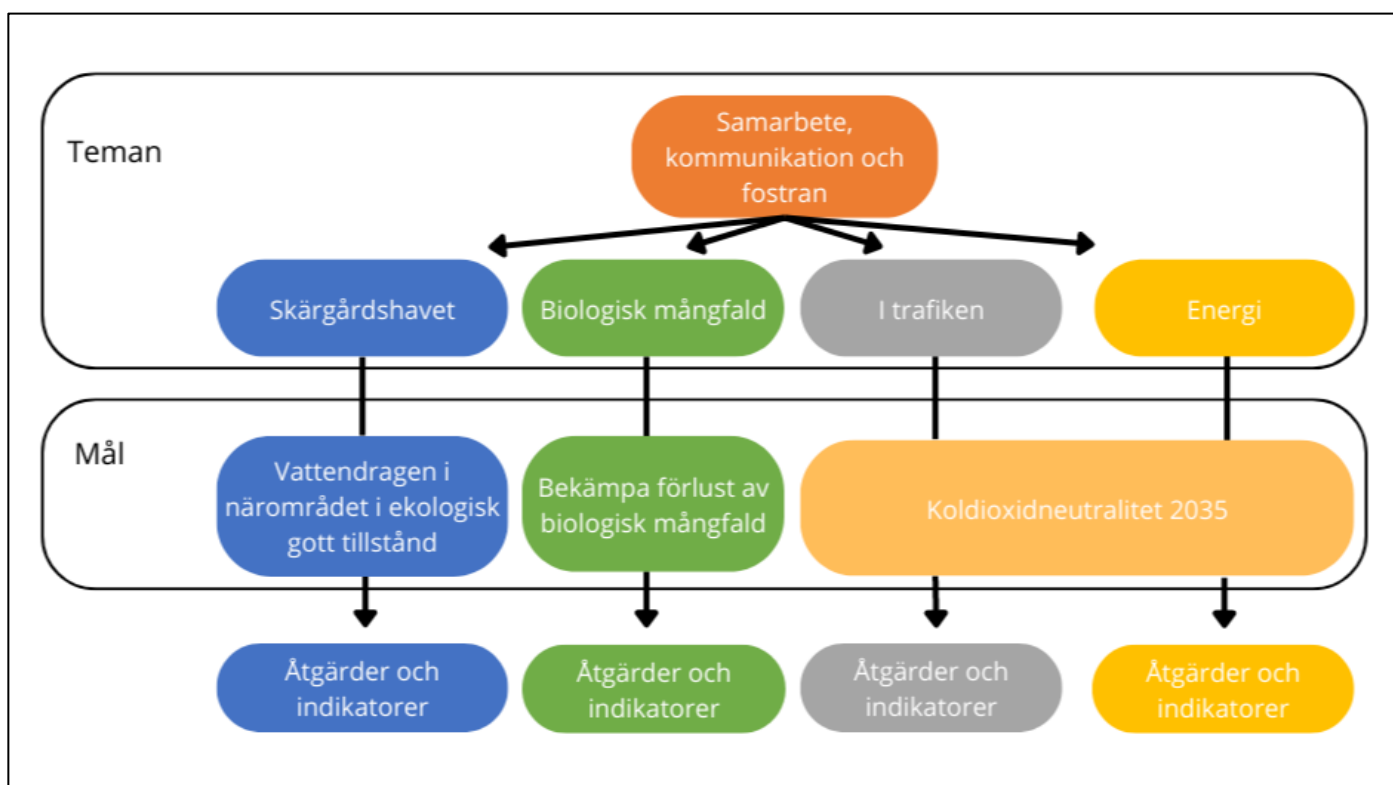 Teman
Samarbete,
kommunikation och
fostran
Skärgårdshavet
Biologisk mångfald
I trafiken
Energi
Mål
Vattendragen i
närområdet i ekologisk
gott tillstånd
Bekämpa förlust av
biologisk mångfald
Koldioxidneutralitet 2035
Åtgärder och
indikatorer
Åtgärder och
indikatorer
Åtgärder och
indikatorer
Åtgärder och
indikatorer